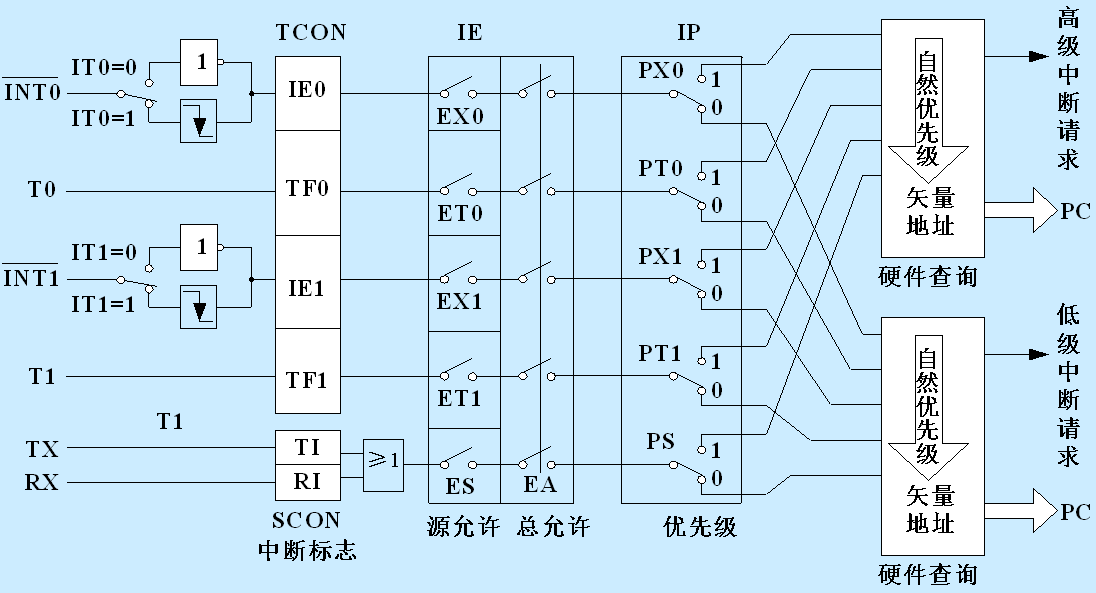 TCON
IE
IP
高级中断请求
IT0=0
1
INT0
IT0=1
IE0
EX0
PX0
1
0
自然优先级
矢量
地址
PC
硬件查询
T0
TF0
ET0
PT0
1
0
IT1=0
1
INT1
IT1=1
IE1
EX1
PX1
1
0
低级中断请求
T1
TF1
ET1
PT1
1
0
自然优先级
矢量
地址
PC
硬件查询
T1
TX
TI
RX
RI
≥1
ES
EA
PS
1
0
SCON
中断标志
源允许
总允许
优先级